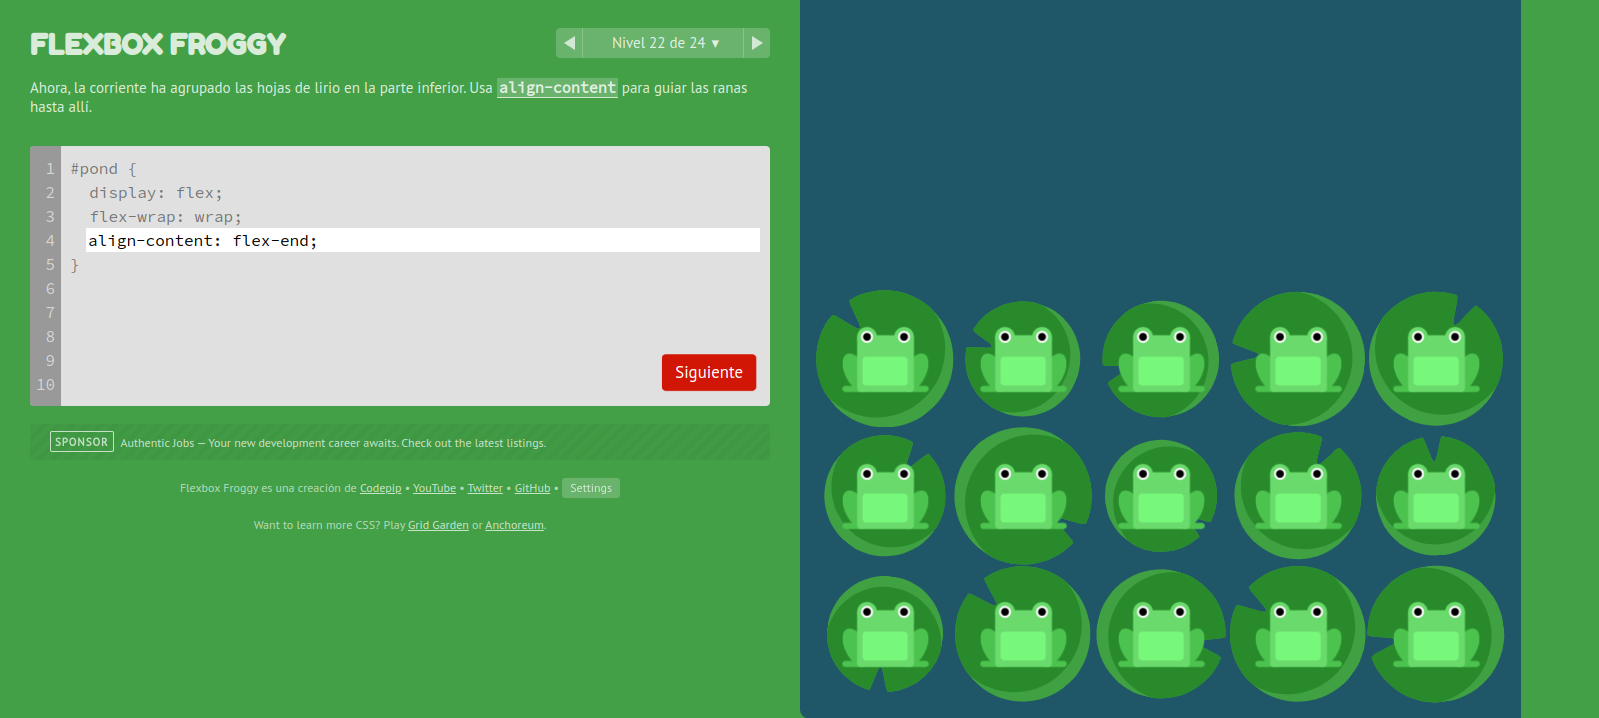 FLEXBOX FROGGY
◀ Nivel 22 de 24 ▾ ▶
Ahora, la corriente ha agrupado las hojas de lirio en la parte inferior. Usa align-content para guiar las ranas
hasta allí.
1 #pond {
2 display: flex;
3 flex-wrap: wrap;
4 align-content: flex-end;
5 }
6
7
8
9
10
Siguiente
SPONSOR Authentic Jobs — Your new development career awaits. Check out the latest listings.
Flexbox Froggy es una creación de Codepip • YouTube • Twitter • GitHub • Settings
Want to learn more CSS? Play Grid Garden or Anchoreum.